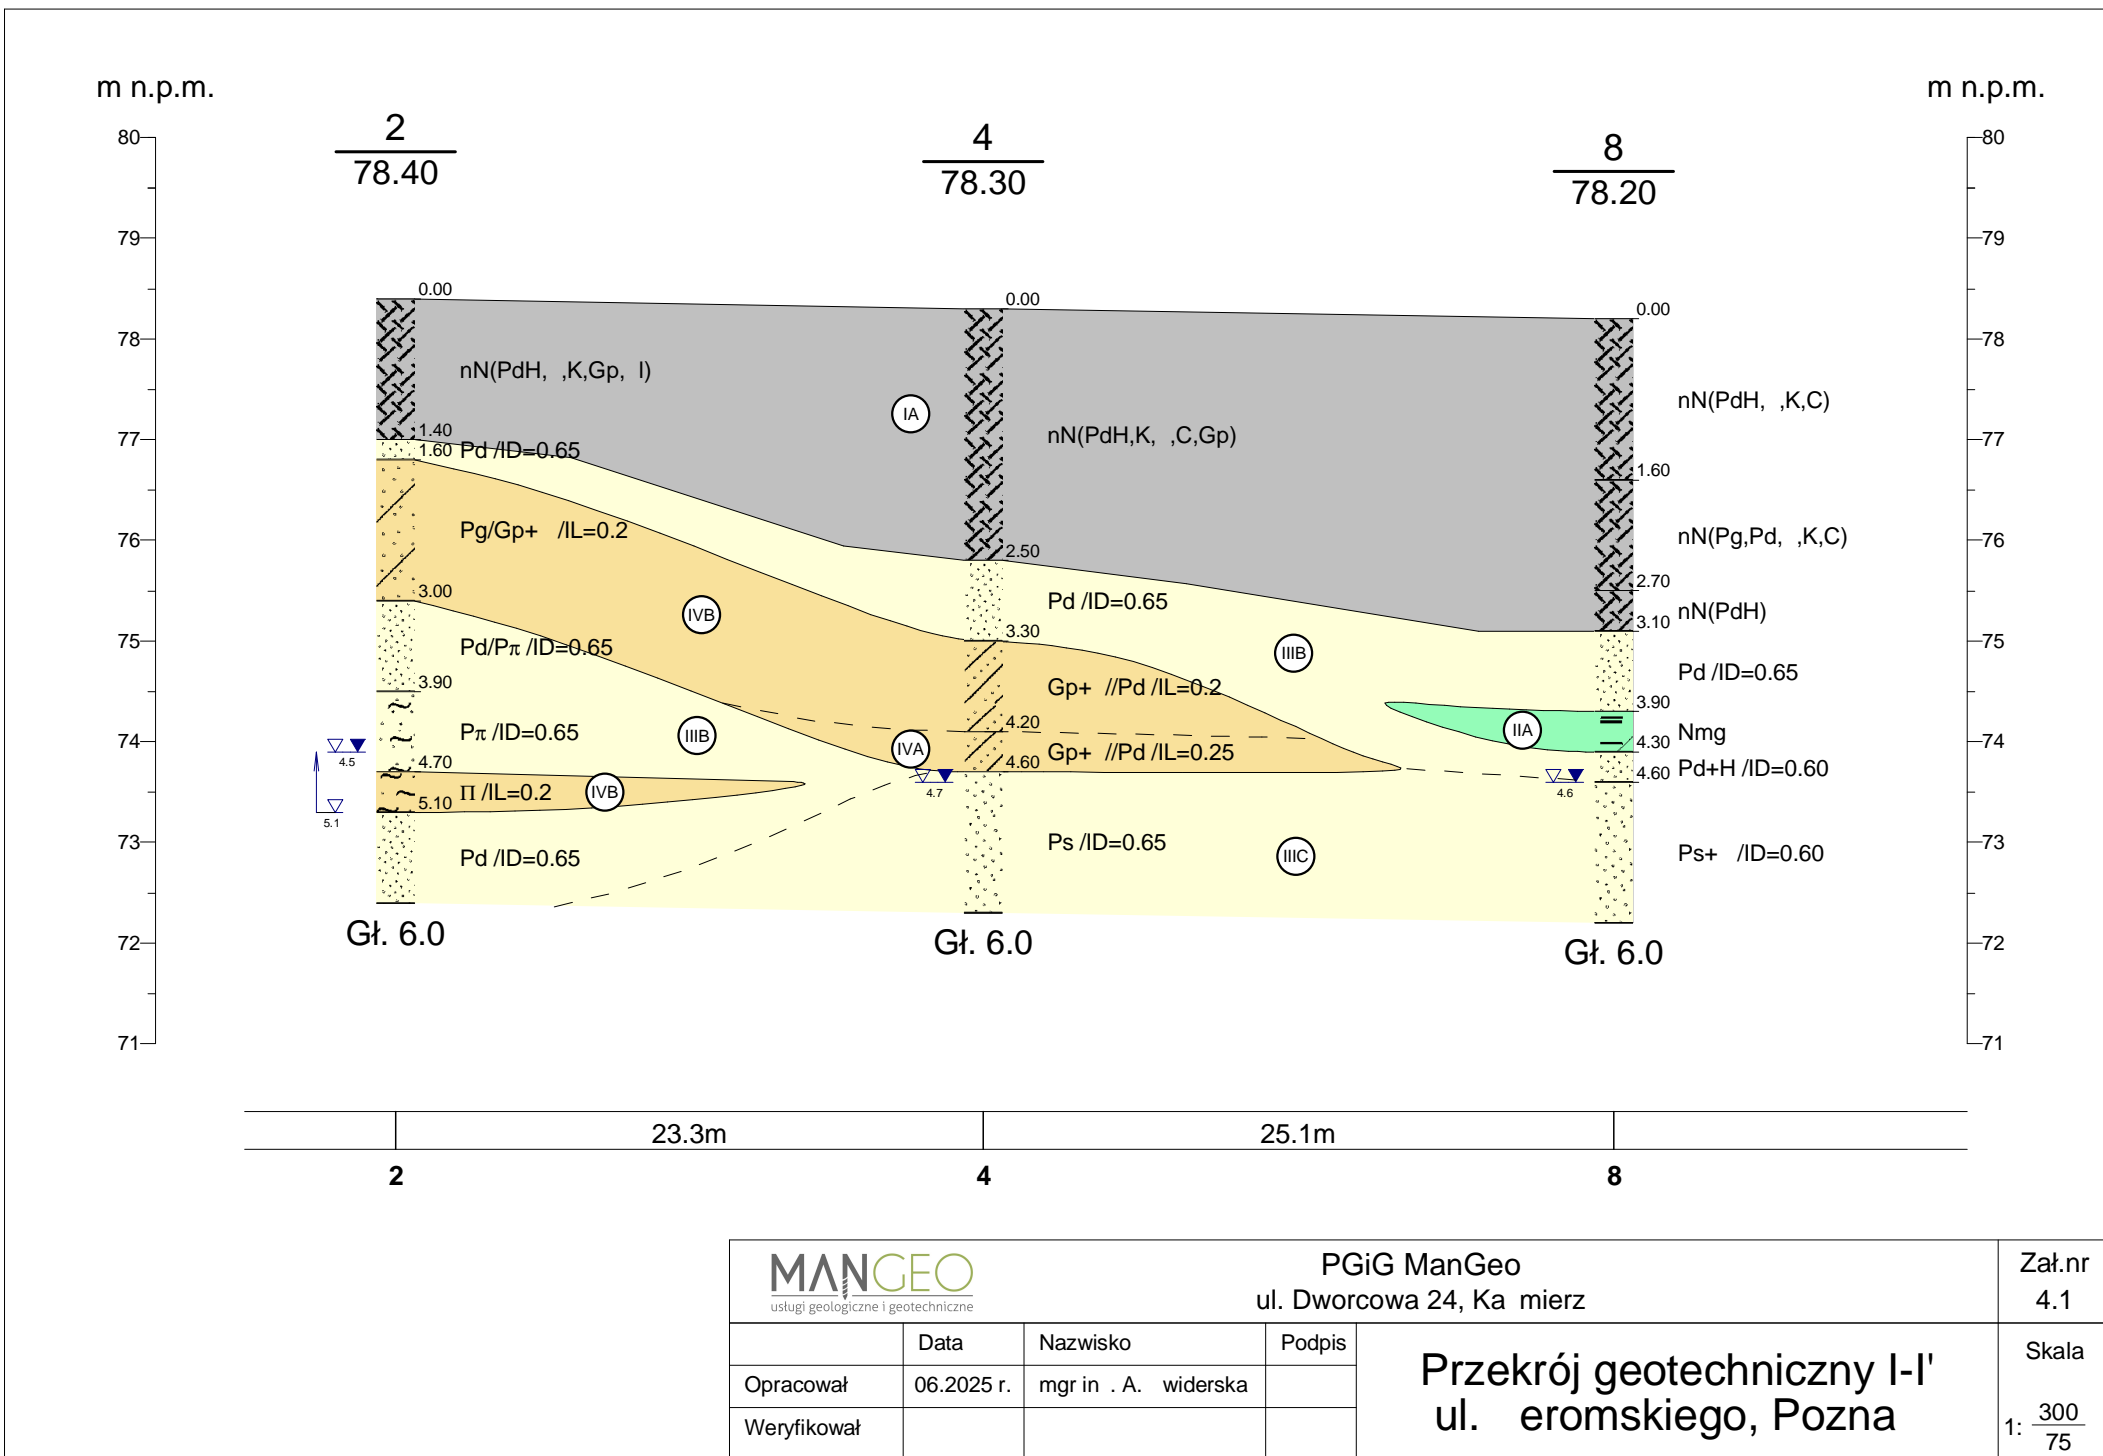 m n.p.m.
m n.p.m.
2
78.40
4
78.30
8
78.20
80
79
78
77
76
75
74
73
72
71
80
79
78
77
76
75
74
73
72
71
0.00
1.40
1.60
3.00
3.90
4.70
5.10
nN(PdH, ,K,Gp, l)
Pd /ID=0.65
Pg/Gp+ /IL=0.2
Pd/Pπ /ID=0.65
Pπ /ID=0.65
Π /IL=0.2
Pd /ID=0.65
Gł. 6.0
4.5
5.1
IA
IVB
IIIB
IVB
IVA
0.00
2.50
3.30
4.20
4.60
nN(PdH,K, ,C,Gp)
Pd /ID=0.65
Gp+ //Pd /IL=0.2
Gp+ //Pd /IL=0.25
Ps /ID=0.65
Gł. 6.0
4.7
IIIB
IIA
IIIC
0.00
1.60
2.70
3.10
3.90
4.30
4.60
nN(PdH, ,K,C)
nN(Pg,Pd, ,K,C)
nN(PdH)
Pd /ID=0.65
Nmg
Pd+H /ID=0.60
Ps+ /ID=0.60
Gł. 6.0
4.6
23.3m
25.1m
2
4
8
MANGEO
usługi geologiczne i geotechniczne
PGiG ManGeo
ul. Dworcowa 24, Ka mierz
Zał.nr
4.1
Data
Nazwisko
Podpis
Opracował
06.2025 r.
mgr in . A. widerska
Weryfikował
Przekrój geotechniczny I-I'
ul. eromskiego, Pozna
Skala
1: 300
75